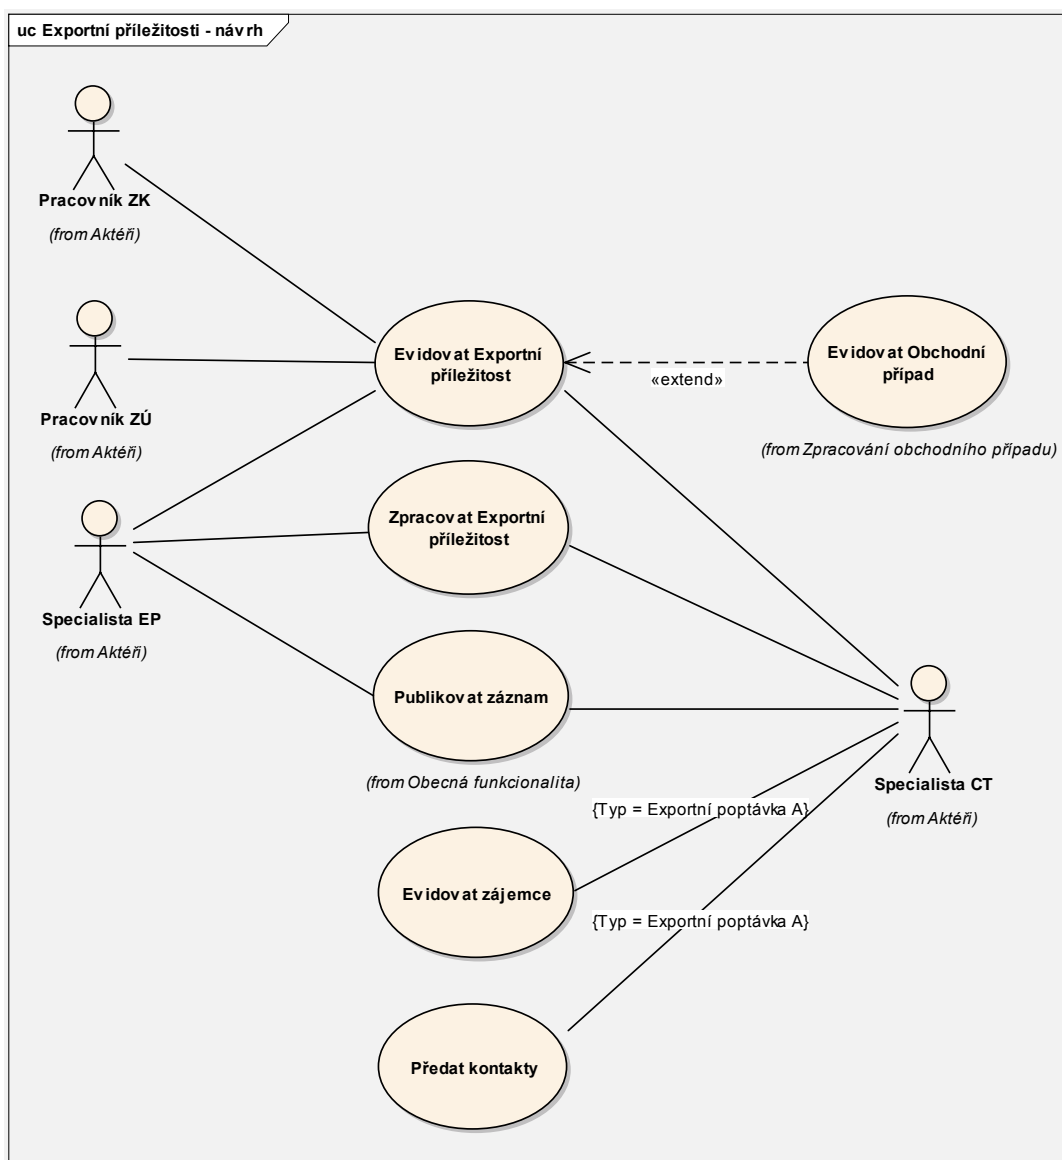 uc Exportní příležitosti - návrh
Pracovník ZK
(from Aktéři)
Pracovník ZÚ
(from Aktéři)
Evidovat Exportní
příležitost
«extend»
Evidovat Obchodní
případ
(from Zpracování obchodního případu)
Zpracovat Exportní
příležitost
Specialista EP
(from Aktéři)
Publikovat záznam
(from Obecná funkcionalita)
Specialista CT
(from Aktéři)
{Typ = Exportní poptávka A}
Evidovat zájemce
{Typ = Exportní poptávka A}
Předat kontakty